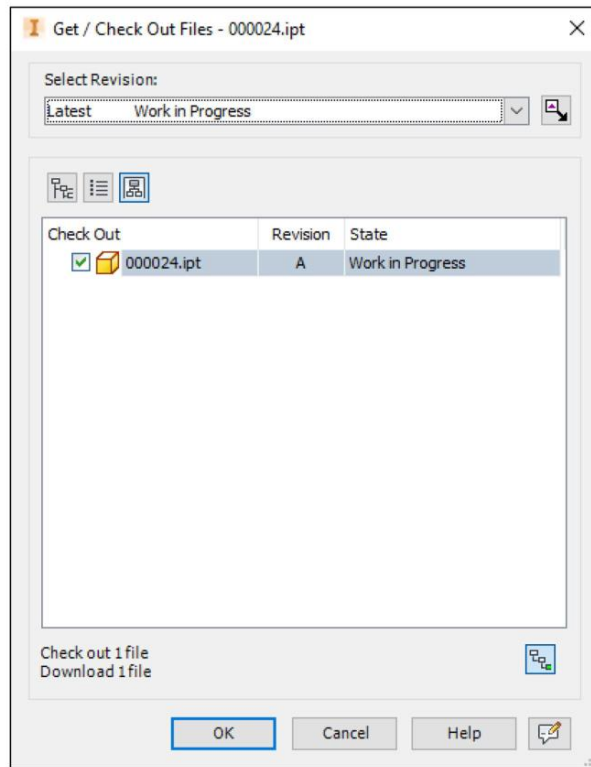 Get / Check Out Files - 000024.ipt
Select Revision:
Latest Work in Progress
Check Out Revision State
000024.ipt A Work in Progress
Check out 1 file
Download 1 file
OK Cancel Help